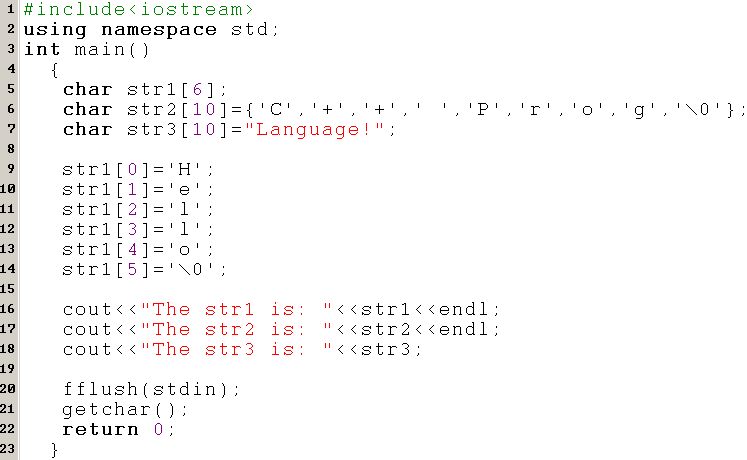 1 #include<iostream>
2 using namespace std;
3 int main()
4 {
5 char str1[6];
6 char str2[10]={'C','+','+',' ','P','r','o','g','\0'};
7 char str3[10]="Language!";
8
9 str1[0]='H';
10 str1[1]='e';
11 str1[2]='l';
12 str1[3]='l';
13 str1[4]='o';
14 str1[5]='\0';
15
16 cout<<"The str1 is: "<<str1<<endl;
17 cout<<"The str2 is: "<<str2<<endl;
18 cout<<"The str3 is: "<<str3;
19
20 fflush(stdin);
21 getchar();
22 return 0;
23 }